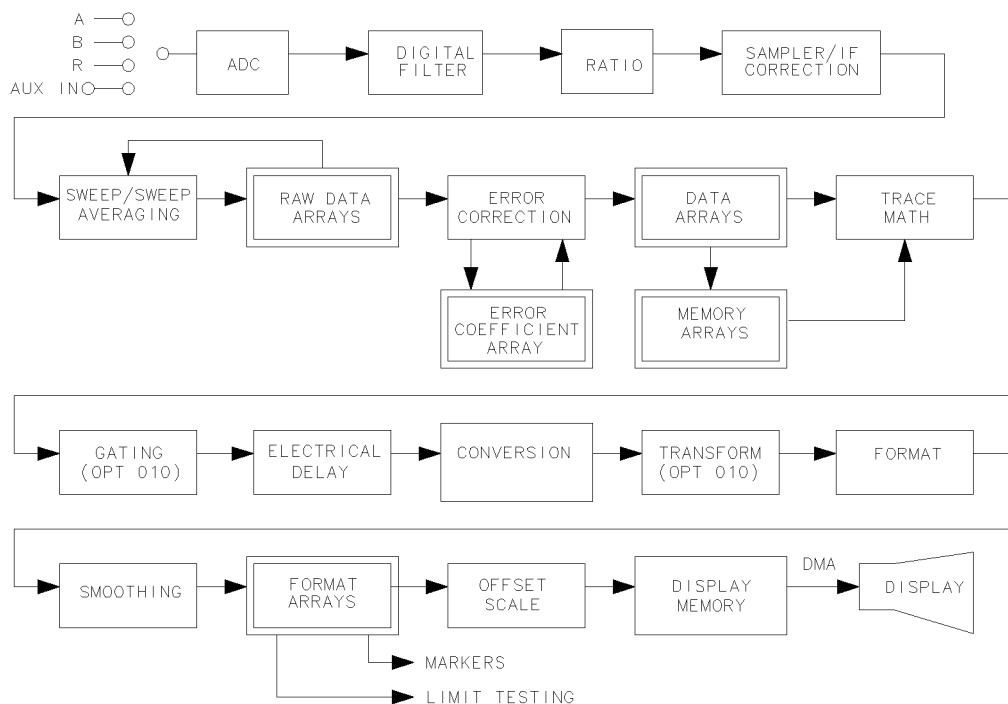 A
B
R
AUX IN
ADC
DIGITAL
FILTER
RATIO
SAMPLER/IF
CORRECTION
SWEEP/SWEEP
AVERAGING
RAW DATA
ARRAYS
ERROR
CORRECTION
DATA
ARRAYS
TRACE
MATH
ERROR
COEFFICIENT
ARRAY
MEMORY
ARRAYS
GATING
(OPT 010)
ELECTRICAL
DELAY
CONVERSION
TRANSFORM
(OPT 010)
FORMAT
SMOOTHING
FORMAT
ARRAYS
OFFSET
SCALE
DISPLAY
MEMORY
DMA
DISPLAY
MARKERS
LIMIT TESTING